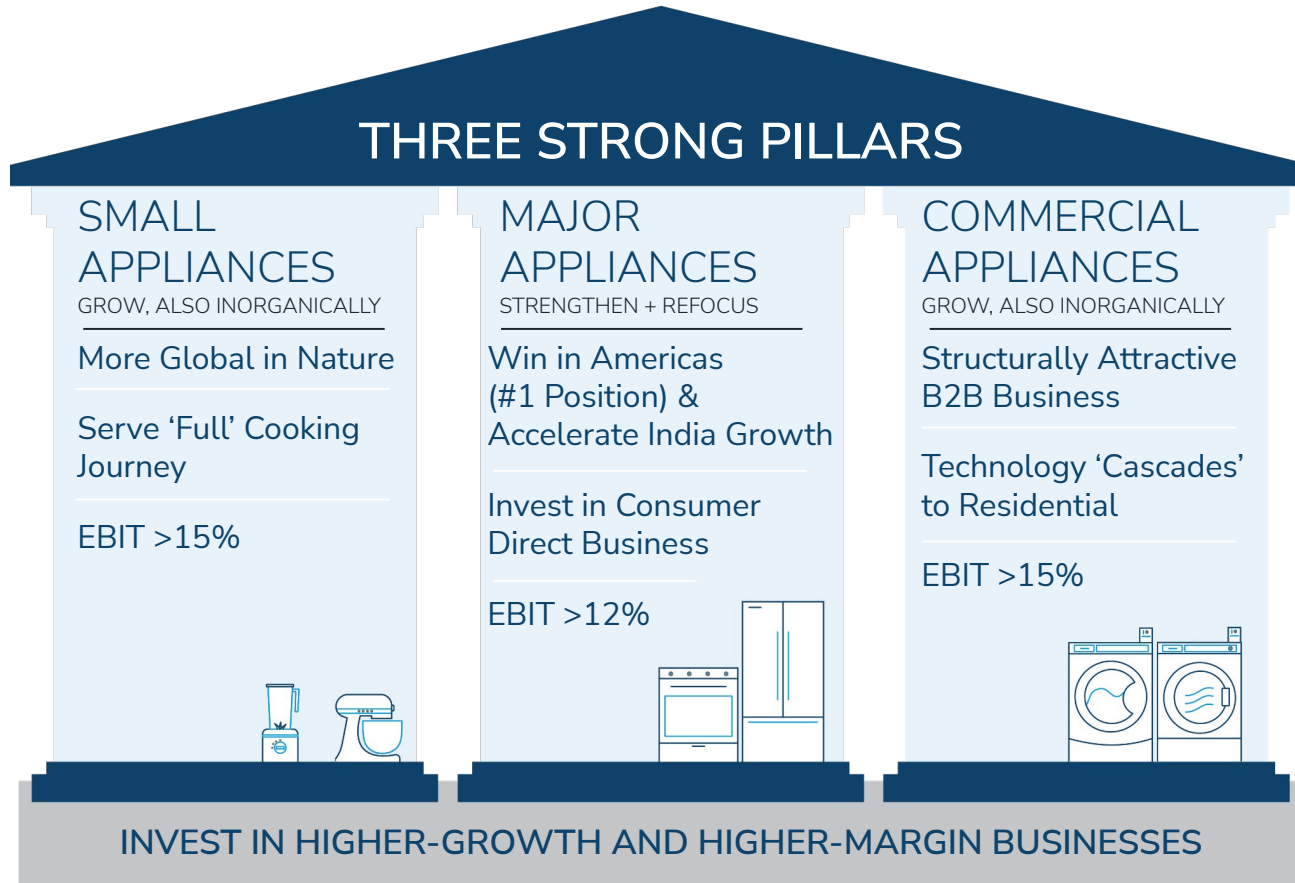 THREE STRONG PILLARS
SMALL
APPLIANCES
GROW, ALSO INORGANICALLY
More Global in Nature
Serve ‘Full’ Cooking
Journey
EBIT >15%
MAJOR
APPLIANCES
STRENGTHEN + REFOCUS
Win in Americas
(#1 Position) &
Accelerate India Growth
Invest in Consumer
Direct Business
EBIT >12%
COMMERCIAL
APPLIANCES
GROW, ALSO INORGANICALLY
Structurally Attractive
B2B Business
Technology ‘Cascades’
to Residential
EBIT >15%
INVEST IN HIGHER-GROWTH AND HIGHER-MARGIN BUSINESSES